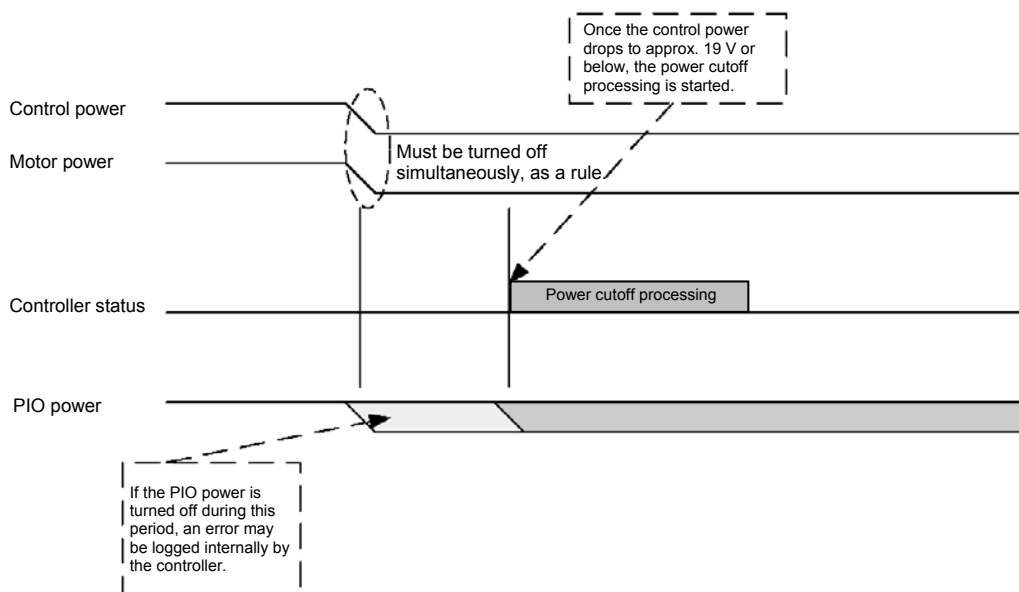 Once the control power
drops to approx. 19 V or
below, the power cutoff
processing is started.
Control power
Motor power
Must be turned off
simultaneously, as a rule
Power cutoff processing
Controller status
PIO power
If the PIO power is
turned off during this
period, an error may
be logged internally by
the controller.